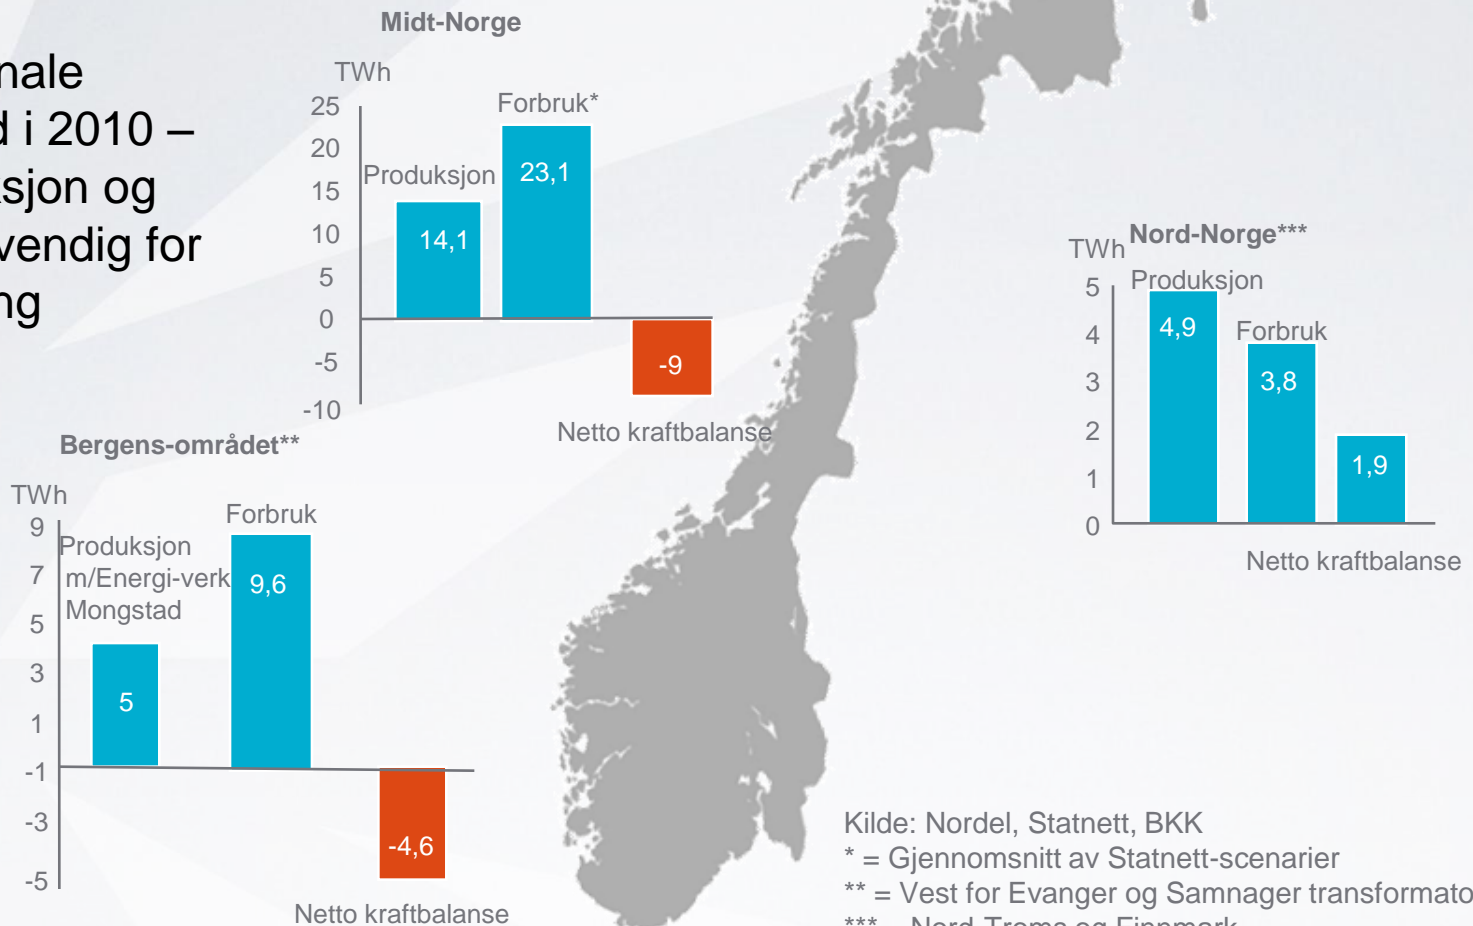 nale
d i 2010 –
sjon og
vendig for
ng
Midt-Norge
TWh
25
20
15
10
5
0
-5
-10
Produksjon
14,1
Forbruk*
23,1
-9
Netto kraftbalanse
Nord-Norge***
TWh
5
4
3
2
1
0
Produksjon
4,9
Forbruk
3,8
1,9
Netto kraftbalanse
Bergens-området**
TWh
9
7
5
3
1
-1
-3
-5
Produksjon
m/Energi-verk
Mongstad
5
Forbruk
9,6
-4,6
Netto kraftbalanse
Kilde: Nordel, Statnett, BKK
* = Gjennomsnitt av Statnett-scenarier
** = Vest for Evanger og Samnager transformato
*** = Nord-Troms og Finnmark